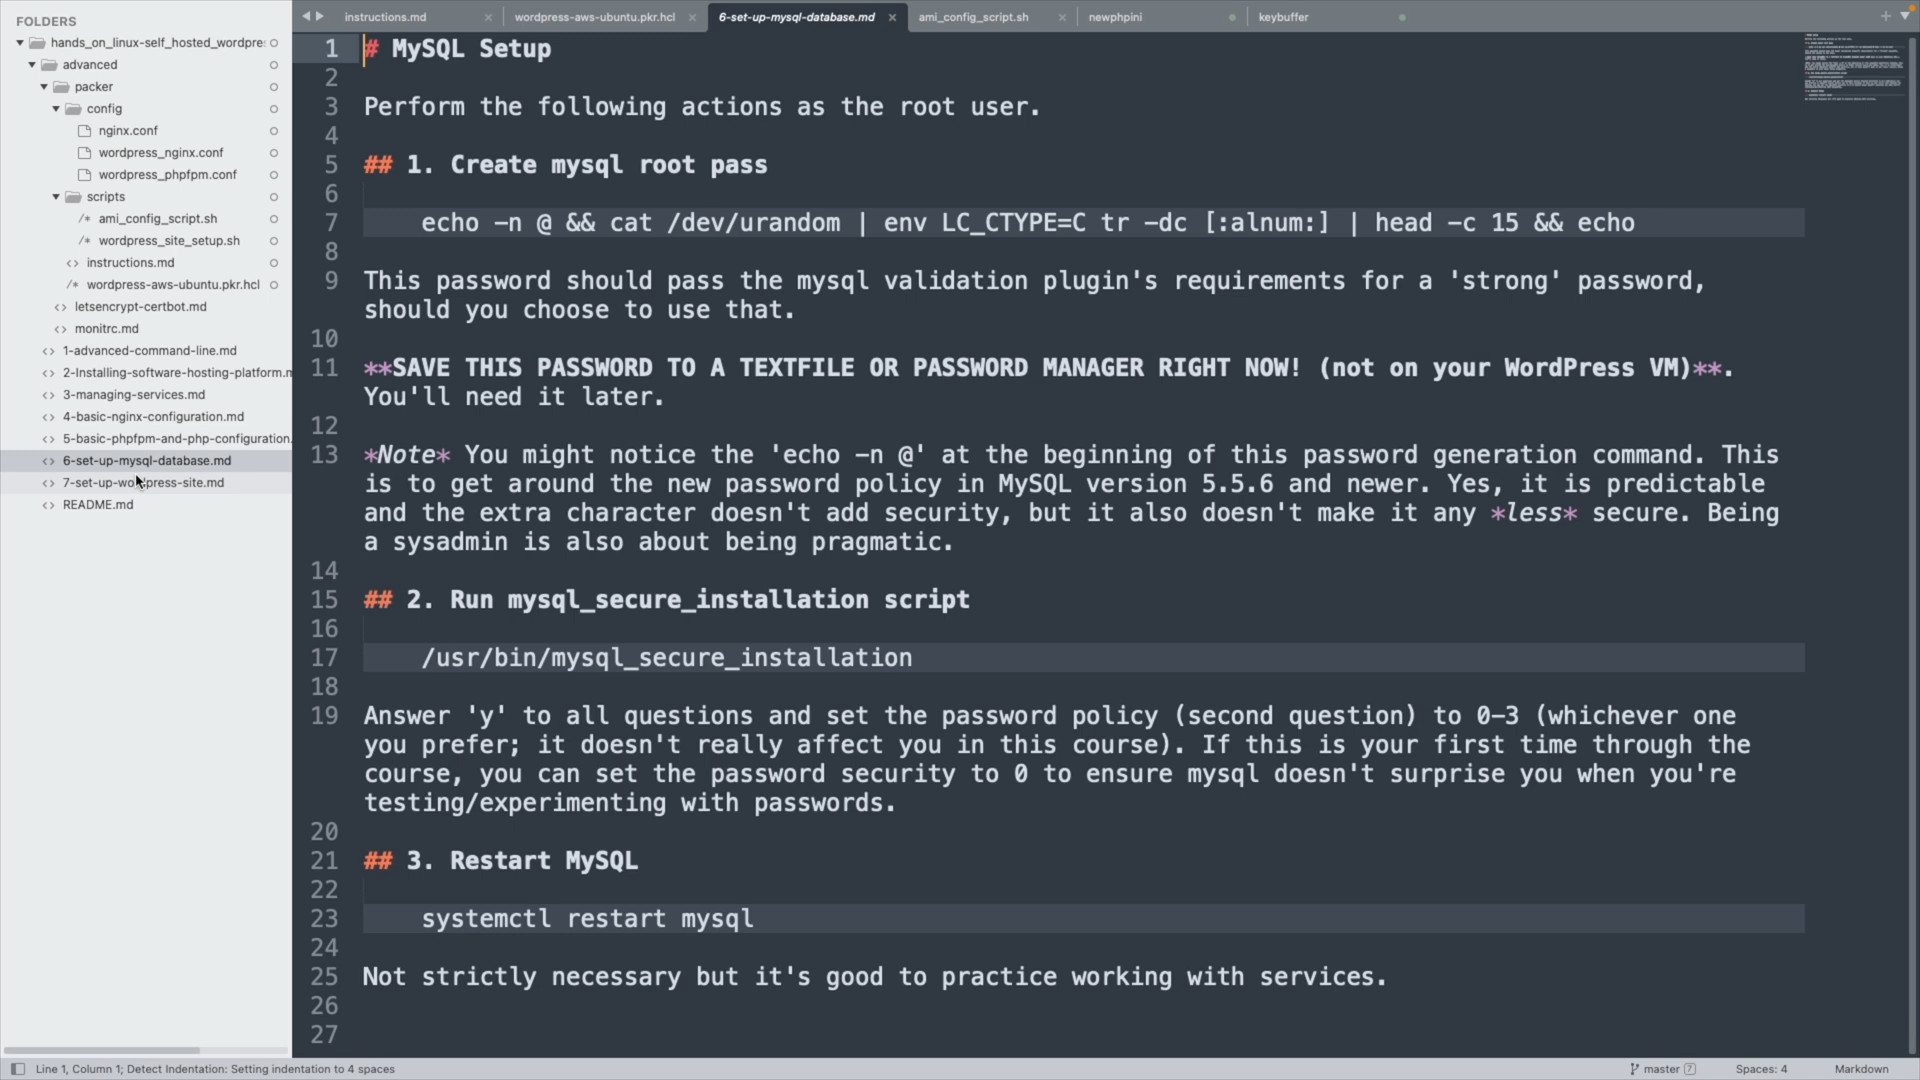 FOLDERS
hands_on_linux-self_hosted_wordpre
advanced
packer
config
nginx.conf
wordpress_nginx.conf
wordpress_phpfpm.conf
scripts
/* ami_config_script.sh
/* wordpress_site_setup.sh
<> instructions.md
/* wordpress-aws-ubuntu.pkr.hcl
<> letsencrypt-certbot.md
<> monitrc.md
<> 1-advanced-command-line.md
<> 2-Installing-software-hosting-platform.m
<> 3-managing-services.md
<> 4-basic-nginx-configuration.md
<> 5-basic-phpfpm-and-php-configuration.
<> 6-set-up-mysql-database.md
<> 7-set-up-wordpress-site.md
<> README.md
instructions.md × wordpress-aws-ubuntu.pkr.hcl × 6-set-up-mysql-database.md × ami_config_script.sh × newphpini keybuffer
1 # MySQL Setup
2
3 Perform the following actions as the root user.
4
5 ## 1. Create mysql root pass
6
7 echo -n @ && cat /dev/urandom | env LC_CTYPE=C tr -dc [:alnum:] | head -c 15 && echo
8
9 This password should pass the mysql validation plugin's requirements for a 'strong' password,
should you choose to use that.
10
11 **SAVE THIS PASSWORD TO A TEXTFILE OR PASSWORD MANAGER RIGHT NOW! (not on your WordPress VM)**.
You'll need it later.
12
13 *Note* You might notice the 'echo -n @' at the beginning of this password generation command. This
is to get around the new password policy in MySQL version 5.5.6 and newer. Yes, it is predictable
and the extra character doesn't add security, but it also doesn't make it any *less* secure. Being
a sysadmin is also about being pragmatic.
14
15 ## 2. Run mysql_secure_installation script
16
17 /usr/bin/mysql_secure_installation
18
19 Answer 'y' to all questions and set the password policy (second question) to 0-3 (whichever one
you prefer; it doesn't really affect you in this course). If this is your first time through the
course, you can set the password security to 0 to ensure mysql doesn't surprise you when you're
testing/experimenting with passwords.
20
21 ## 3. Restart MySQL
22
23 systemctl restart mysql
24
25 Not strictly necessary but it's good to practice working with services.
26
27
Line 1, Column 1; Detect Indentation: Setting indentation to 4 spaces
master 7 Spaces: 4 Markdown